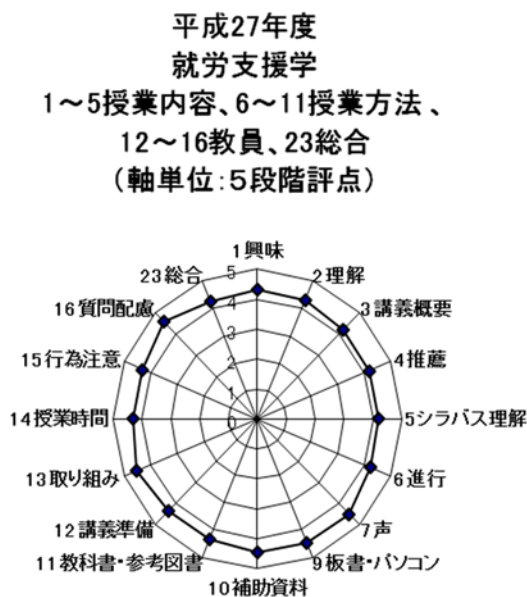 平成27年度
就労支援学
1～5授業内容、6～11授業方法、
12～16教員、23総合
（軸単位：5段階評点）
1興味
2理解
3講義概要
4推薦
5シラバス理解
6進行
7声
9板書・パソコン
10補助資料
11教科書・参考図書
12講義準備
13取り組み
14授業時間
15行為注意
16質問配慮
23総合
5
4
3
2
1
0